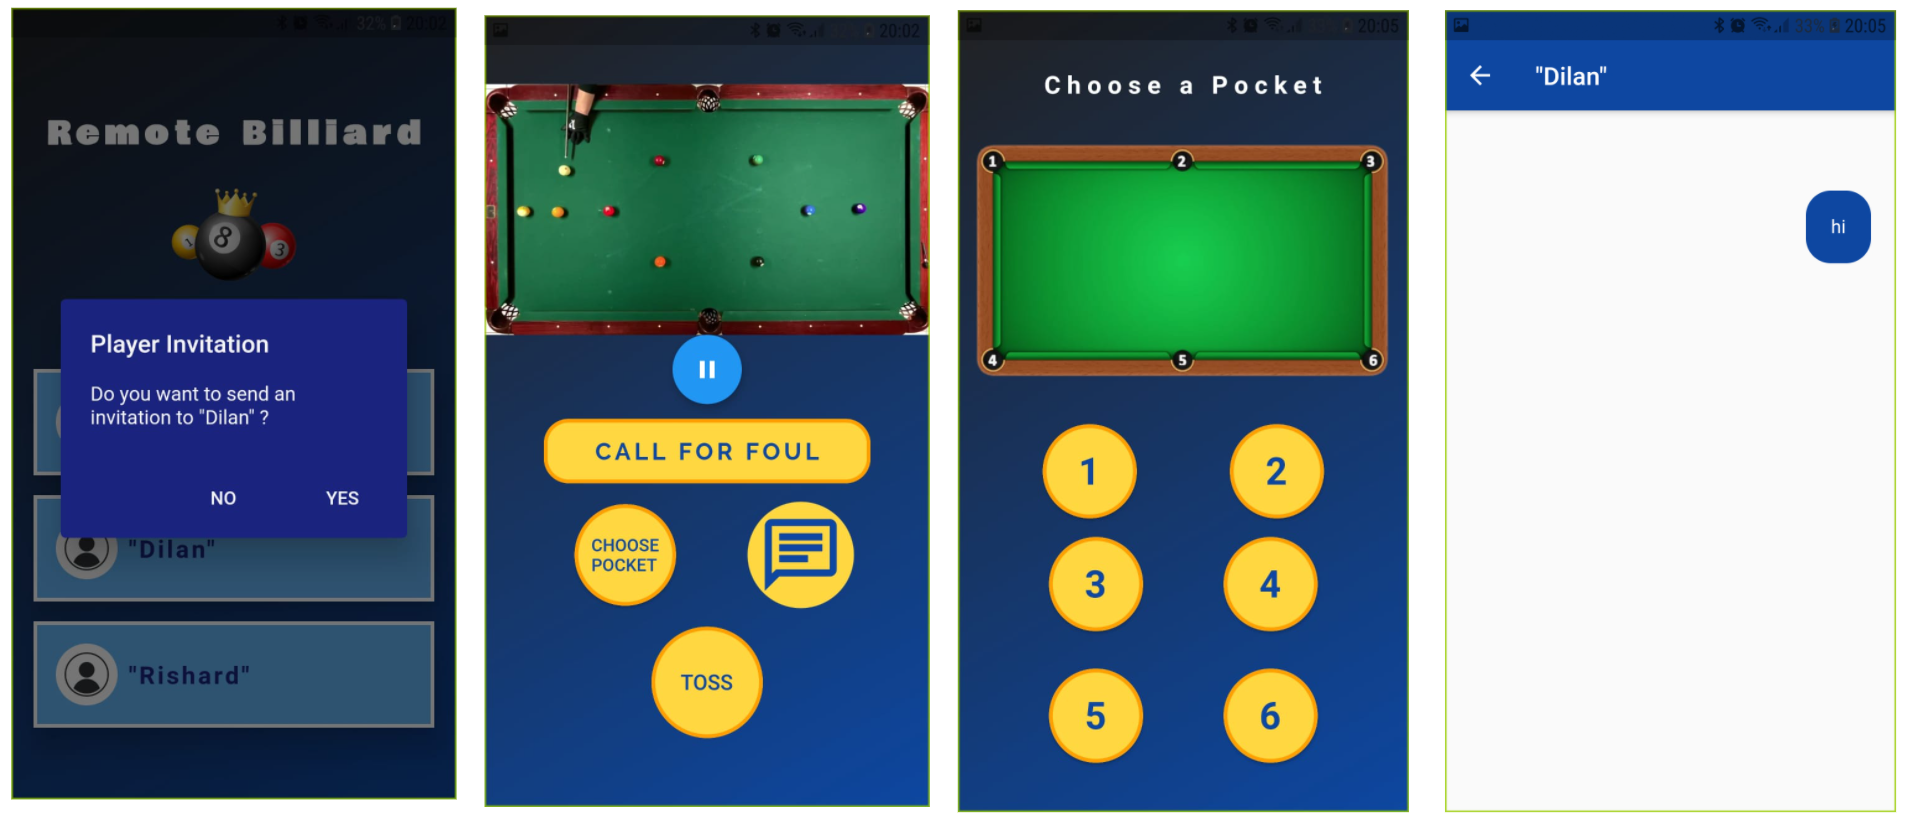 32% 20:02
Remote Billiard
1 8 3
Player Invitation
Do you want to send an
invitation to "Dilan" ?
NO YES
"Dilan"
"Rishard"
20:02
CALL FOR FOUL
CHOOSE
POCKET
TOSS
20:05
Choose a Pocket
1 2 3
4 5 6
1 2
3 4
5 6
33% 20:05
"Dilan"
hi